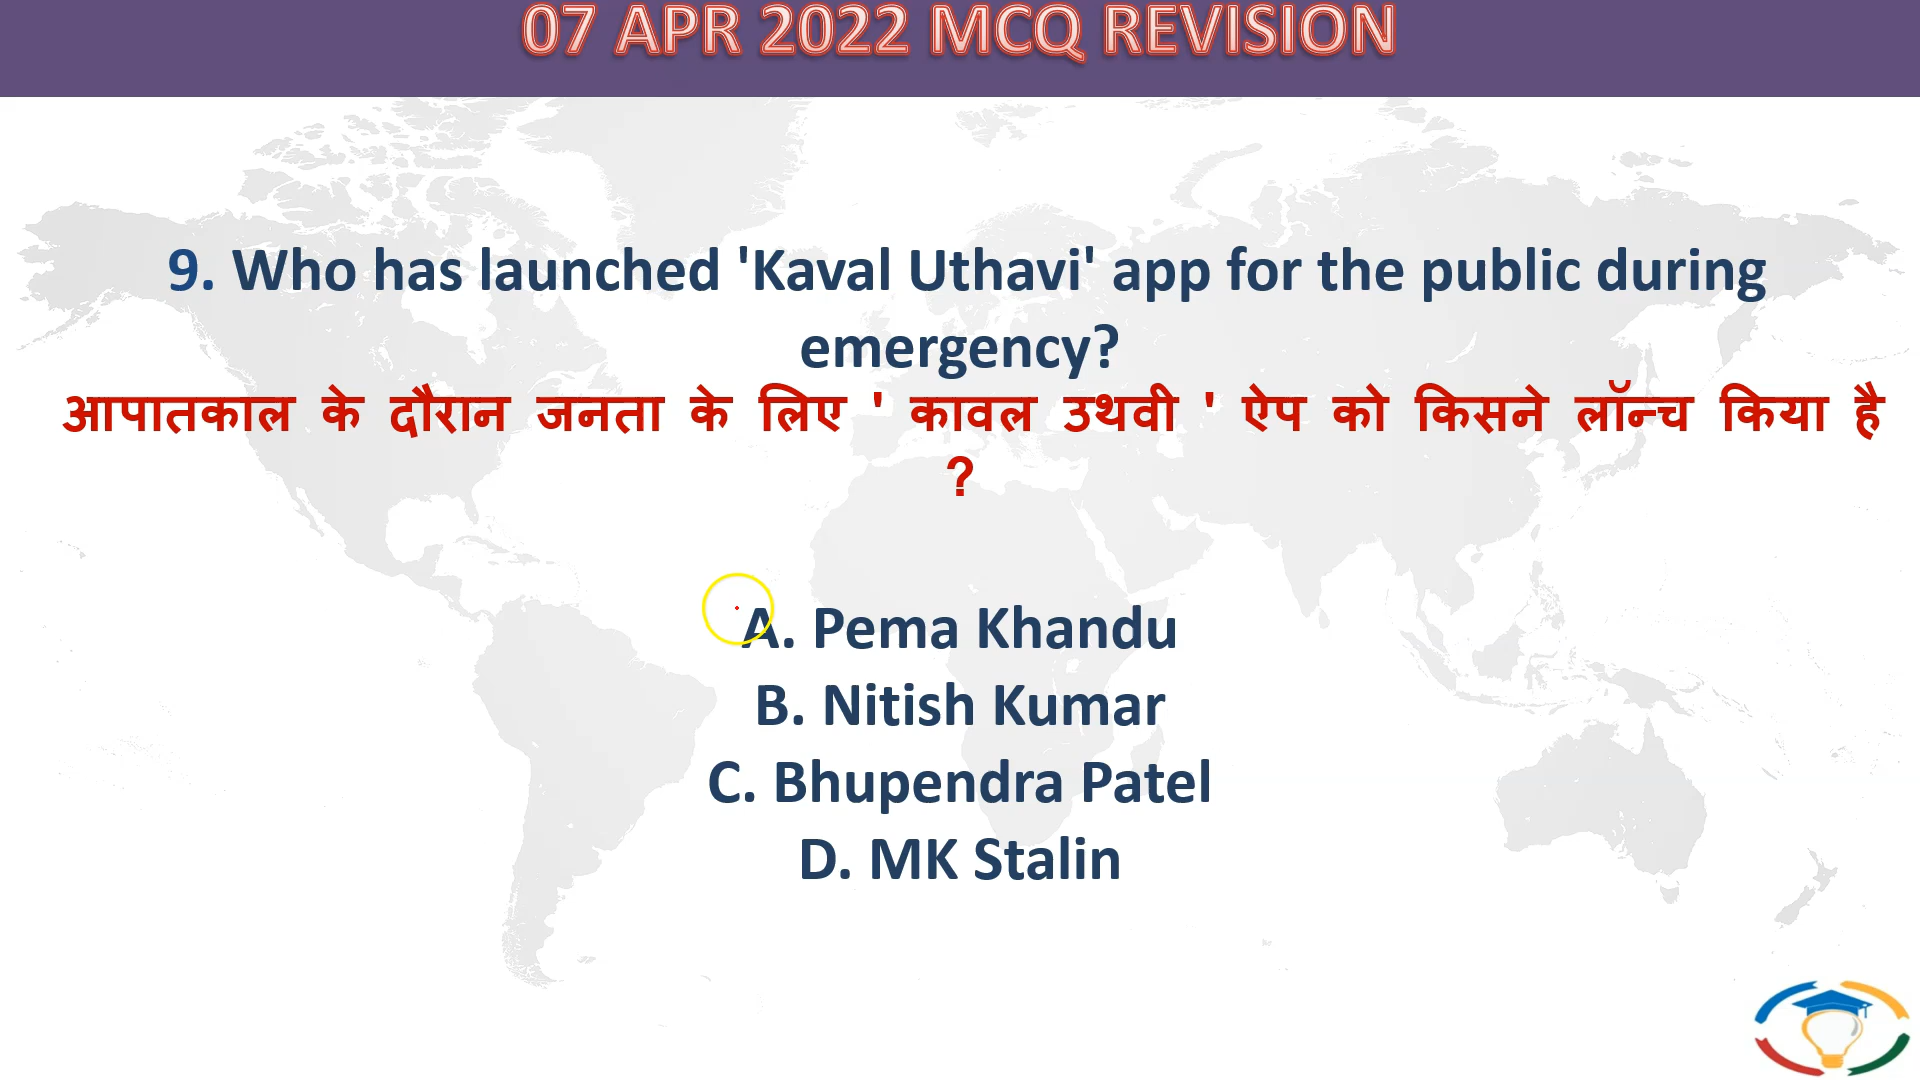 07 APR 2022 MCQ REVISION
9. Who has launched 'Kaval Uthavi' app for the public during
emergency?
आपातकाल के दौरान जनता के लिए ' कावल उथवी ' ऐप को किसने लॉन्च किया है
?
A. Pema Khandu
B. Nitish Kumar
C. Bhupendra Patel
D. MK Stalin